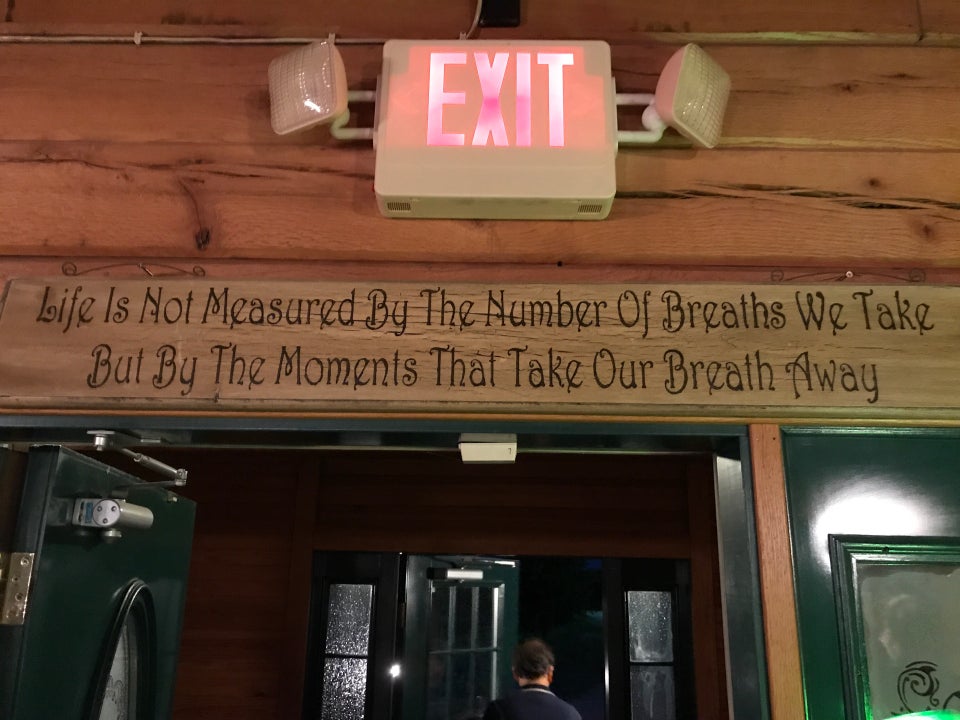 EXIT
Life Is Not Measured By The Number Of Breaths We Take
But By The Moments That Take Our Breath Away